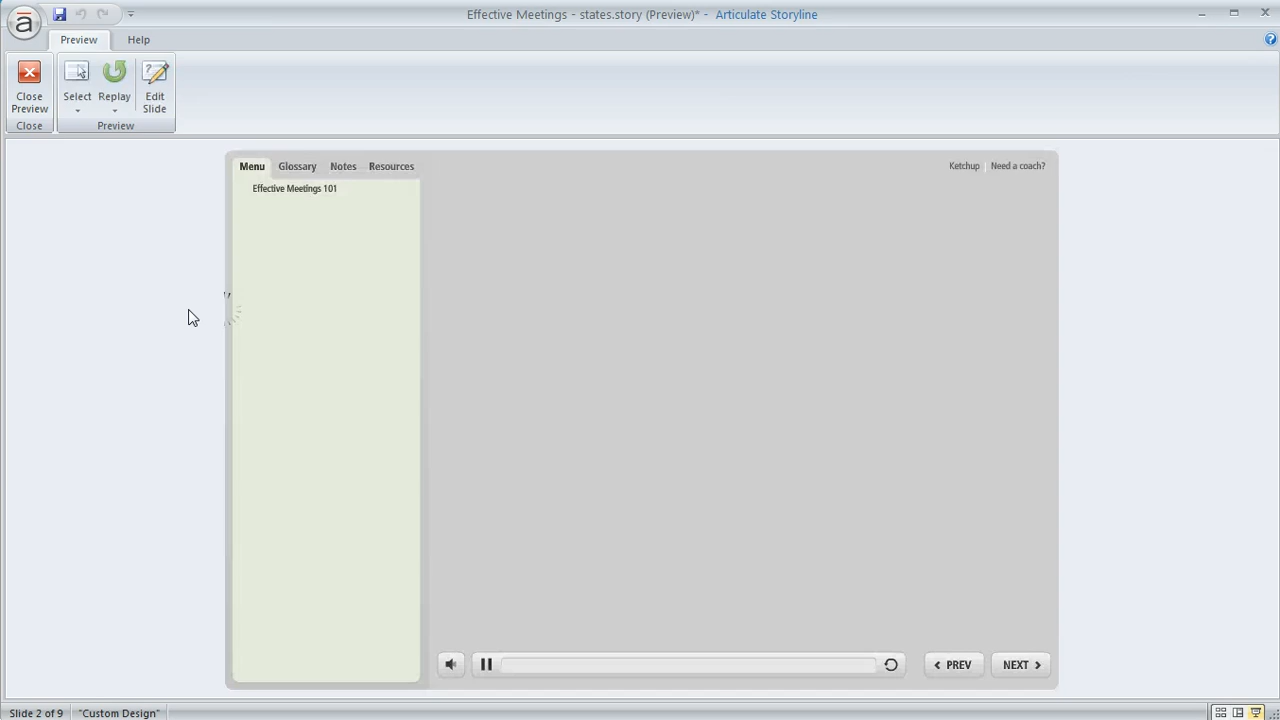 Effective Meetings - states.story (Preview)* - Articulate Storyline
Preview Help
Close Preview
Select
Replay
Edit Slide
Close
Preview
Menu Glossary Notes Resources
Ketchup Need a coach?
Effective Meetings 101
PREV NEXT
Slide 2 of 9 "Custom Design"